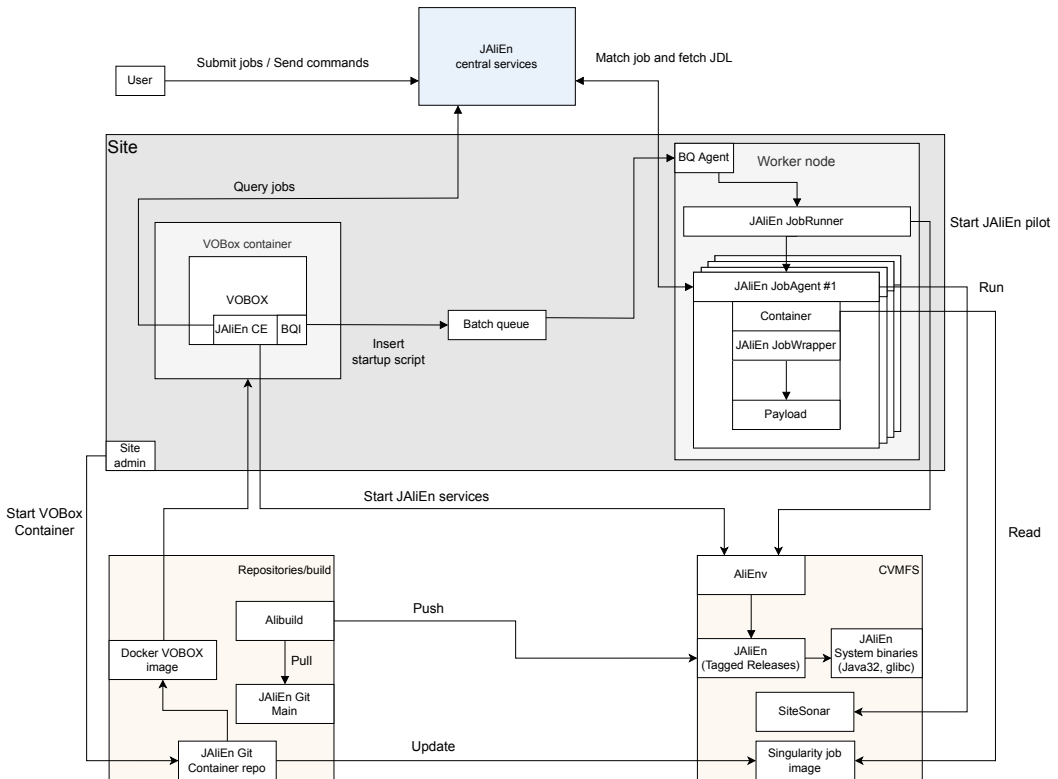 JAliEn
central services
Submit jobs / Send commands
Match job and fetch JDL
User
Site
BQ Agent
Worker node
Query jobs
JAliEn JobRunner
Start JAliEn pilot
VOBox container
JAliEn JobAgent #1
Run
VOBOX
Container
JAliEn CE
BQI
Batch queue
JAliEn JobWrapper
Insert
startup script
Payload
Site
admin
Start JAliEn services
Start VOBox
Container
Read
Repositories/build
AliEnv
CVMFS
Alibuild
Push
Docker VOBOX
image
Pull
JAliEn
(Tagged Releases)
JAliEn
System binaries
(Java32, glibc)
JAliEn Git
Main
SiteSonar
JAliEn Git
Container repo
Update
Singularity job
image